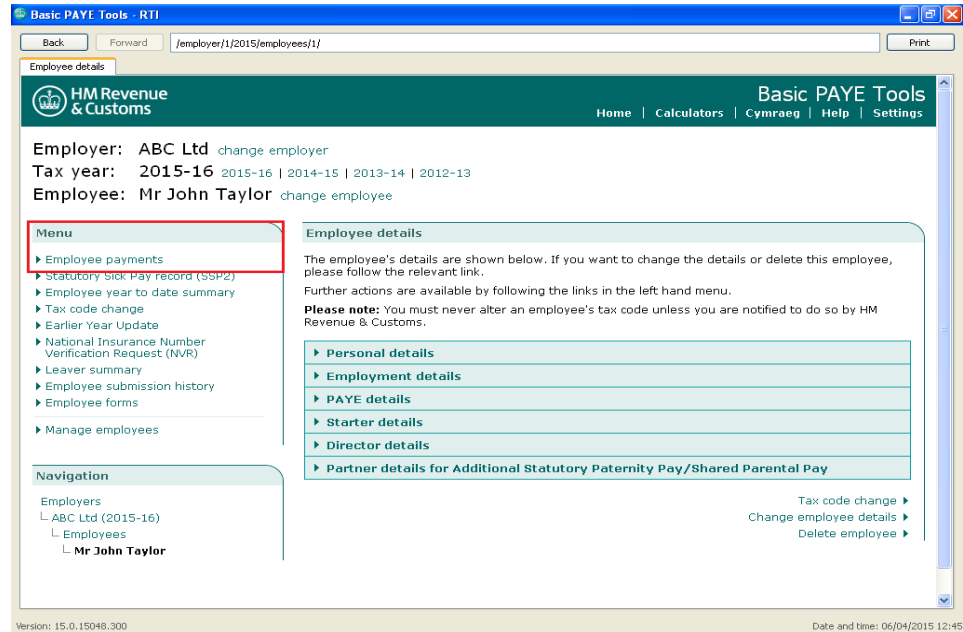 Basic PAYE Tools - RTI
Back Forward /employer/1/2015/employees/1/ Print
Employee details
HM Revenue
& Customs
Basic PAYE Tools
Home | Calculators | Cymraeg | Help | Settings
Employer: ABC Ltd change employer
Tax year: 2015-16 2015-16 | 2014-15 | 2013-14 | 2012-13
Employee: Mr John Taylor change employee
Menu
Employee payments
Statutory Sick Pay record (SSP2)
Employee year to date summary
Tax code change
Earlier Year Update
National Insurance Number
Verification Request (NVR)
Leaver summary
Employee submission history
Employee forms
Manage employees
Navigation
Employers
ABC Ltd (2015-16)
Employees
Mr John Taylor
Employee details
The employee's details are shown below. If you want to change the details or delete this employee,
please follow the relevant link.
Further actions are available by following the links in the left hand menu.
Please note: You must never alter an employee's tax code unless you are notified to do so by HM
Revenue & Customs.
Personal details
Employment details
PAYE details
Starter details
Director details
Partner details for Additional Statutory Paternity Pay/Shared Parental Pay
Tax code change
Change employee details
Delete employee
Version: 15.0.15048.300
Date and time: 06/04/2015 12:45